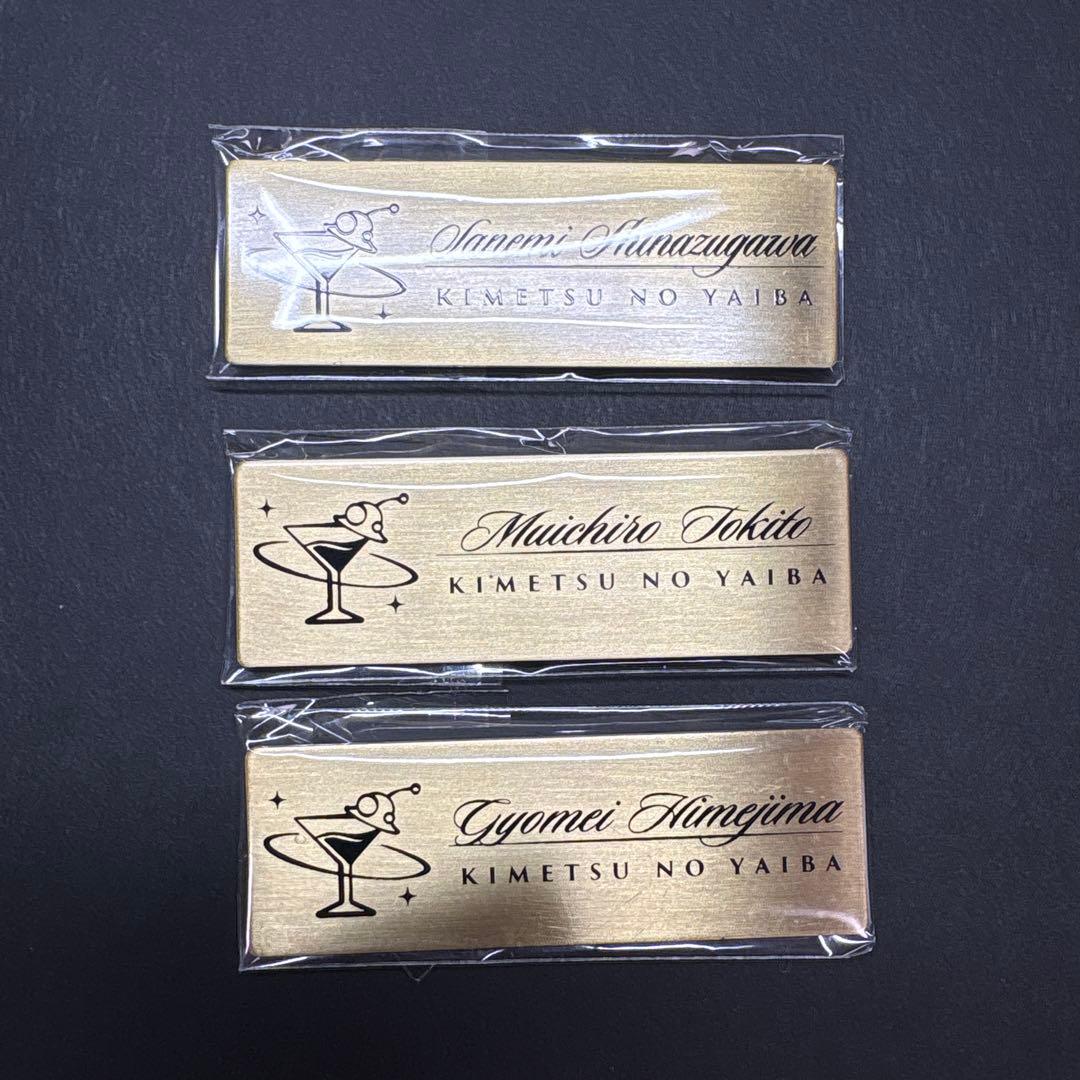 Sanemi Shinazugawa
KIMETSU NO YAIBA
Muichiro Tokito
KIMETSU NO YAIBA
Gyomei Himejima
KIMETSU NO YAIBA